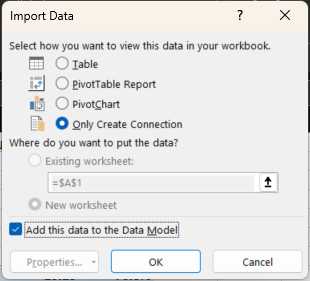 Import Data
?
Select how you want to view this data in your workbook.
Table
PivotTable Report
PivotChart
Only Create Connection
Where do you want to put the data?
Existing worksheet:
=$A$1
New worksheet
Add this data to the Data Model
Properties...
OK
Cancel